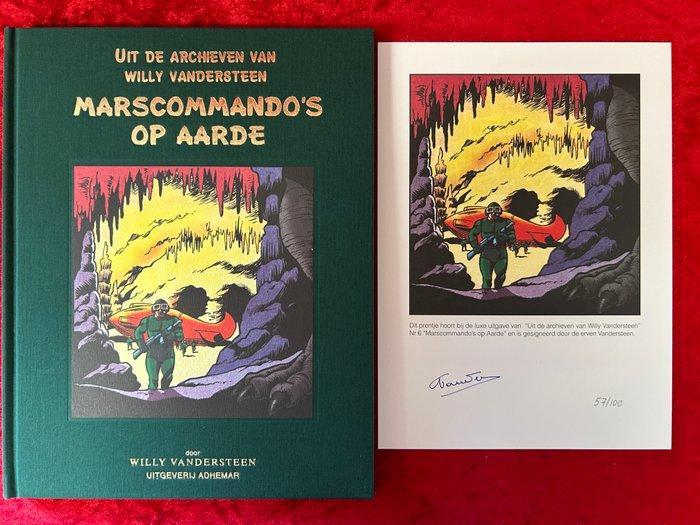 UIT DE ARCHIEVEN VAN
WILLY VANDERSTEEN
MARSCOMMANDO'S
OP AARDE
door
WILLY VANDERSTEEN
UITGEVERIJ ADHEMAR
Dit prentje hoort bij de luxe uitgave van "Uit de archieven van Willy Vandersteen"
Nr 6 "Marscommando's op Aarde" en is gesigneerd door de erven Vandersteen.
57/100